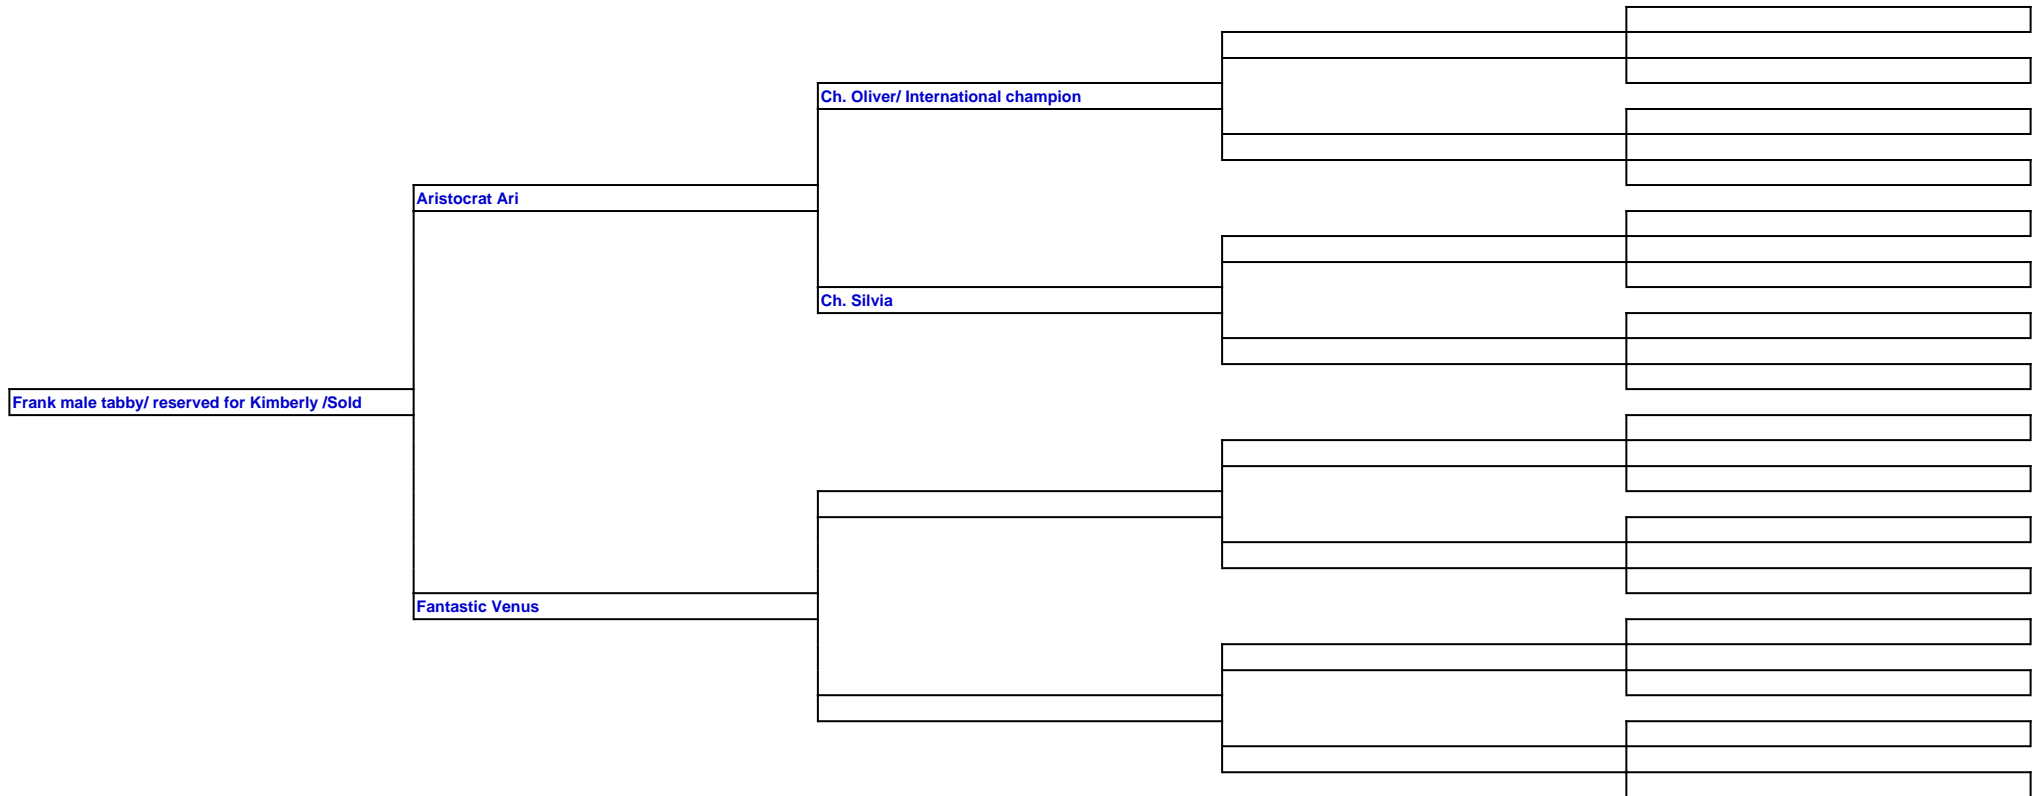 Ch. Oliver/ International champion
Aristocrat Ari
Ch. Silvia
Frank male tabby/ reserved for Kimberly /Sold
Fantastic Venus